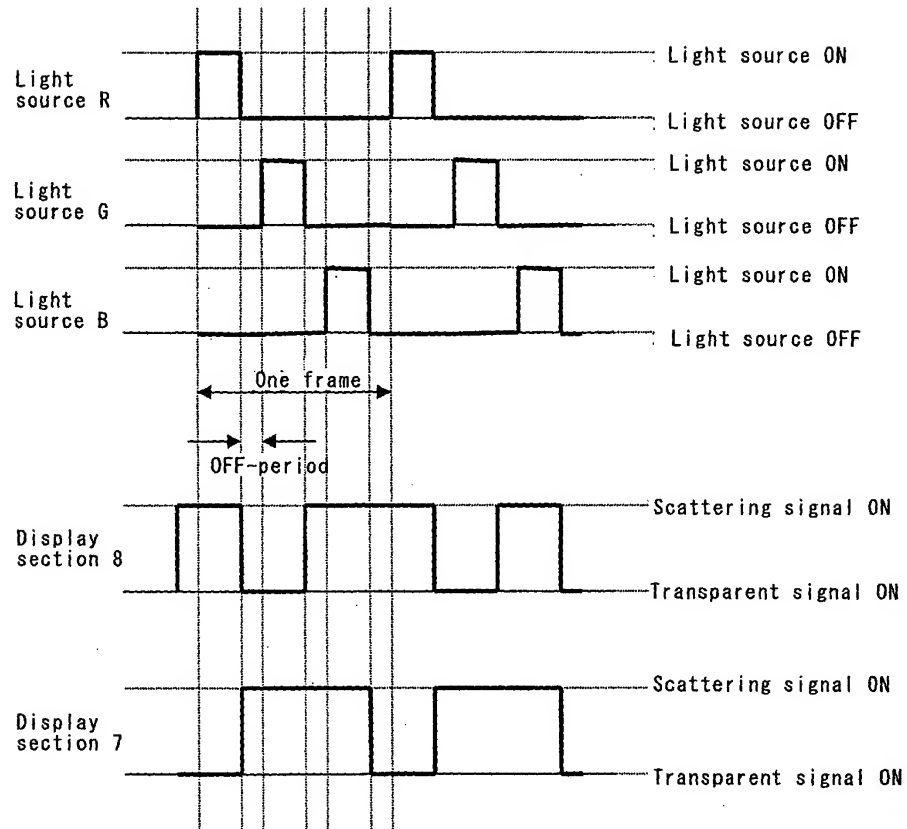 Light
source R
Light source ON
Light source OFF
Light
source G
Light source ON
Light source OFF
Light
source B
Light source ON
Light source OFF
One frame
OFF-period
Display
section 8
Scattering signal ON
Transparent signal ON
Display
section 7
Scattering signal ON
Transparent signal ON